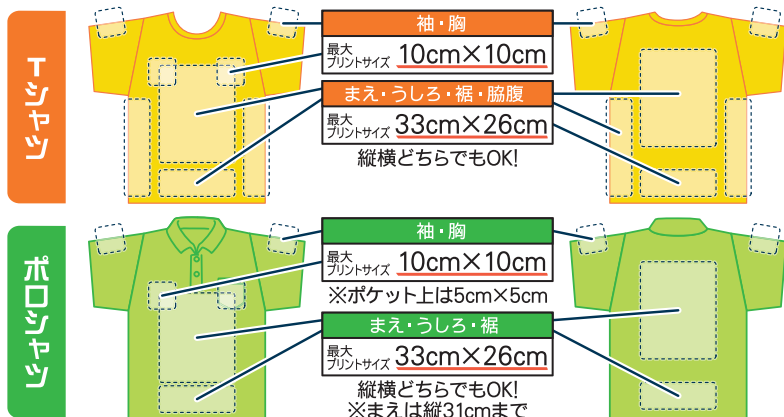 Tシャツ
袖・胸
最大
プリントサイズ 10cm×10cm
まえ・うしろ・裾・脇腹
最大
プリントサイズ 33cm×26cm
縦横どちらでもOK!
ポロシャツ
袖・胸
最大
プリントサイズ 10cm×10cm
※ポケット上は5cm×5cm
まえ・うしろ・裾
最大
プリントサイズ 33cm×26cm
縦横どちらでもOK!
※まえは縦31cmまで